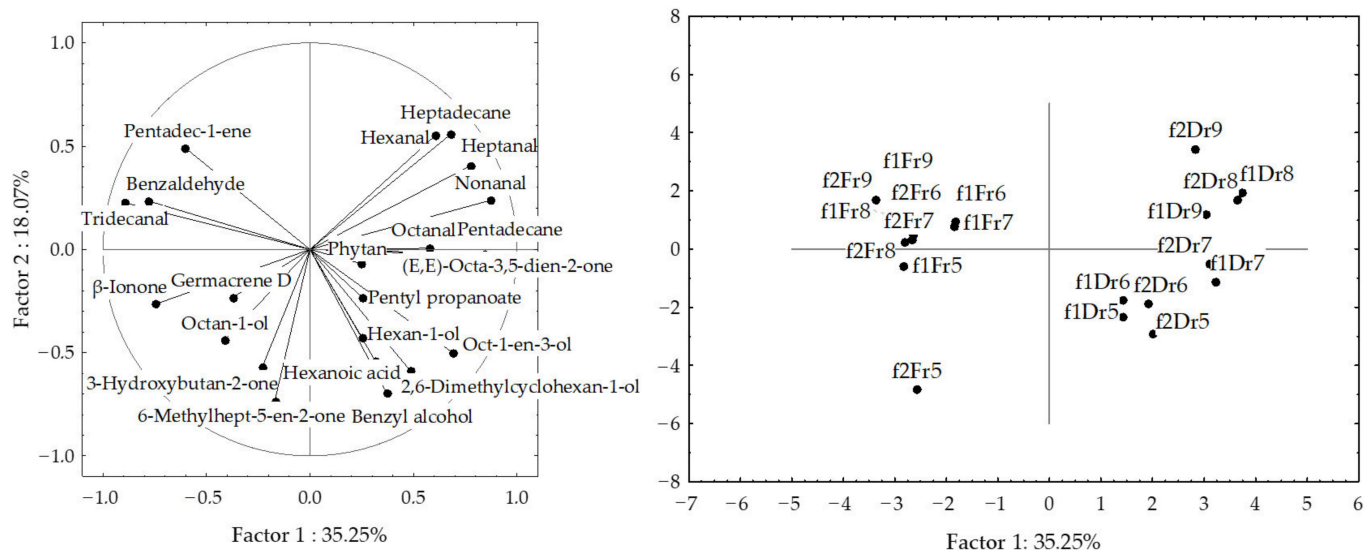 1.0
0.5
0.0
−0.5
−1.0
Factor 2 : 18.07%
Heptadecane
Hexanal
Pentadec-1-ene
Heptanal
Benzaldehyde
Nonanal
Tridecanal
Octanal
Pentadecane
Phytan
(E,E)-Octa-3,5-dien-2-one
Germacrene D
β-Ionone
Pentyl propanoate
Octan-1-ol
Hexan-1-ol
Oct-1-en-3-ol
3-Hydroxybutan-2-one
Hexanoic acid
2,6-Dimethylcyclohexan-1-ol
6-Methylhept-5-en-2-one
Benzyl alcohol
−1.0
−0.5
0.0
0.5
1.0
Factor 1 : 35.25%
8
6
4
2
0
−2
−4
−6
−8
f2Dr9
f1Fr9
f2Fr9
f2Fr6
f1Fr6
f2Dr8
f1Dr8
f1Fr8
f2Fr7
f1Fr7
f1Dr9
f2Fr8
f2Dr7
f1Fr5
f1Dr7
f1Dr6
f2Dr6
f1Dr5
f2Dr5
f2Fr5
−7
−6
−5
−4
−3
−2
−1
0
1
2
3
4
5
6
Factor 1: 35.25%